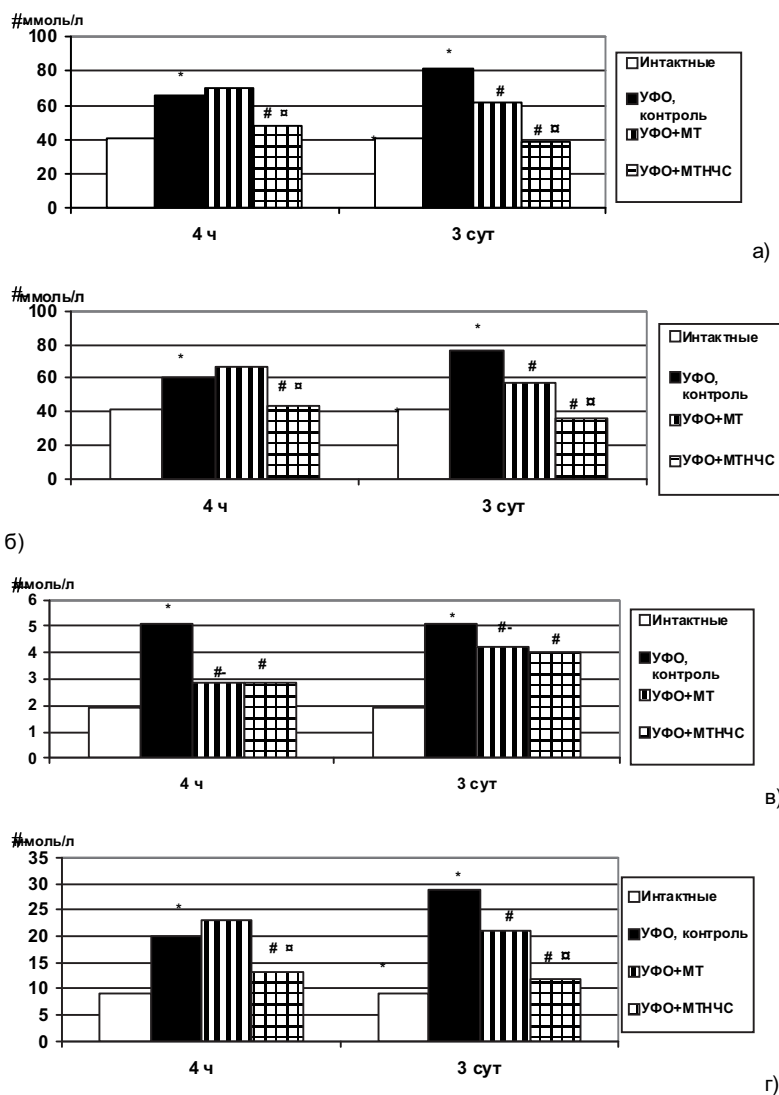 #ммоль/л
100
80
60
40
20
0
*
# ¤
*
*
#
# ¤
4 ч
3 сут
Интактные
УФО,
контроль
УФО+МТ
УФО+МТНЧС
а)
#ммоль/л
100
80
60
40
20
0
*
# ¤
*
*
#
# ¤
4 ч
3 сут
Интактные
УФО,
контроль
УФО+МТ
УФО+МТНЧС
б)
#ммоль/л
6
5
4
3
2
1
0
*
#-
#
*
#-
#
4 ч
3 сут
Интактные
УФО,
контроль
УФО+МТ
УФО+МТНЧС
в)
#ммоль/л
35
30
25
20
15
10
5
0
*
# ¤
*
*
#
# ¤
4 ч
3 сут
Интактные
УФО, контроль
УФО+МТ
УФО+МТНЧС
г)